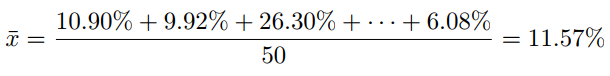 x̄ = (10.90% + 9.92% + 26.30% + ··· + 6.08%) / 50 = 11.57%